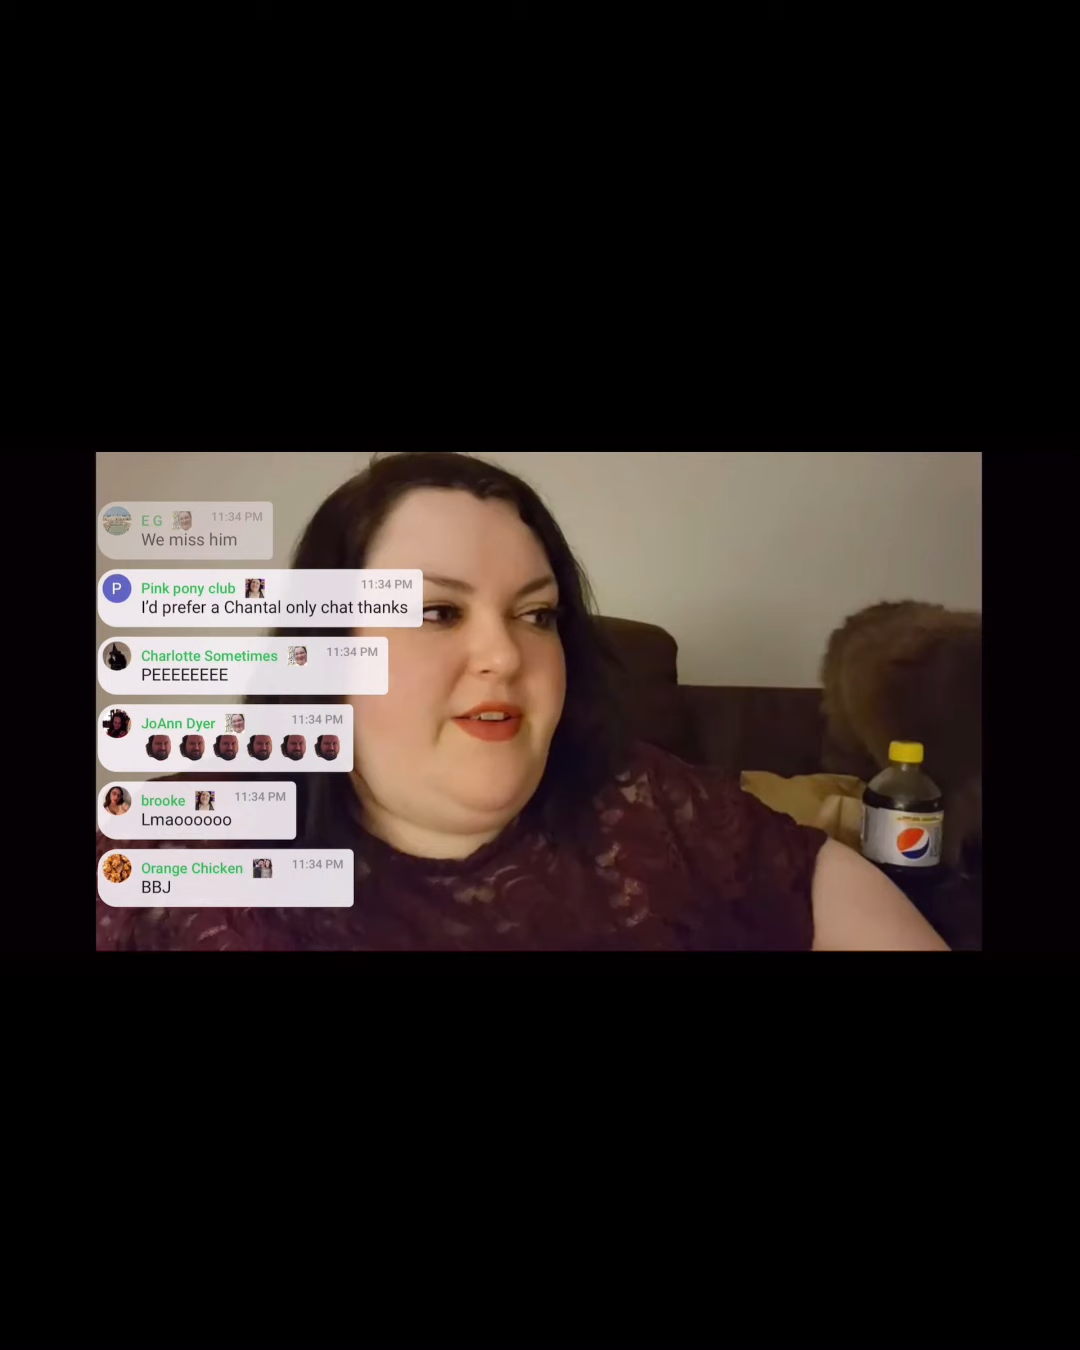 E G 11:34 PM
We miss him
P
Pink pony club 11:34 PM
I'd prefer a Chantal only chat thanks
Charlotte Sometimes 11:34 PM
PEEEEEEEE
JoAnn Dyer 11:34 PM
brooke 11:34 PM
Lmaoooooo
Orange Chicken 11:34 PM
BBJ